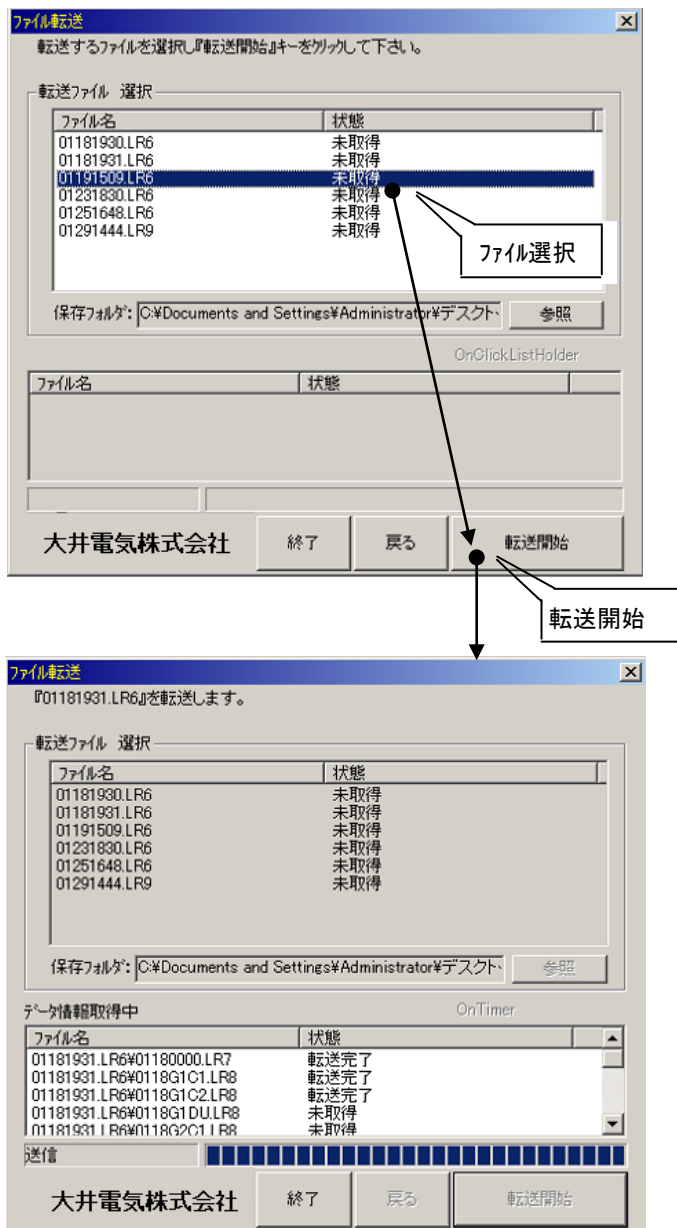 ファイル転送
転送するファイルを選択し『転送開始』キーをクリックして下さい。
転送ファイル 選択
ファイル名 状態
01181930.LR6 未取得
01181931.LR6 未取得
01191509.LR6 未取得
01231830.LR6 未取得
01251648.LR6 未取得
01291444.LR9 未取得
ファイル選択
保存フォルダ: C:¥Documents and Settings¥Administrator¥デスクト 参照
OnClickListHolder
ファイル名 状態
大井電気株式会社 終了 戻る 転送開始
転送開始
ファイル転送
『01181931.LR6』を転送します。
転送ファイル 選択
ファイル名 状態
01181930.LR6 未取得
01181931.LR6 未取得
01191509.LR6 未取得
01231830.LR6 未取得
01251648.LR6 未取得
01291444.LR9 未取得
保存フォルダ: C:¥Documents and Settings¥Administrator¥デスクト 参照
データ情報取得中 OnTimer
ファイル名 状態
01181931.LR6¥01180000.LR7 転送完了
01181931.LR6¥0118G1C1.LR8 転送完了
01181931.LR6¥0118G1C2.LR8 転送完了
01181931.LR6¥0118G1DU.LR8 未取得
01181931.LR6¥0118G2C1.LR8 未取得
送信
大井電気株式会社 終了 戻る 転送開始